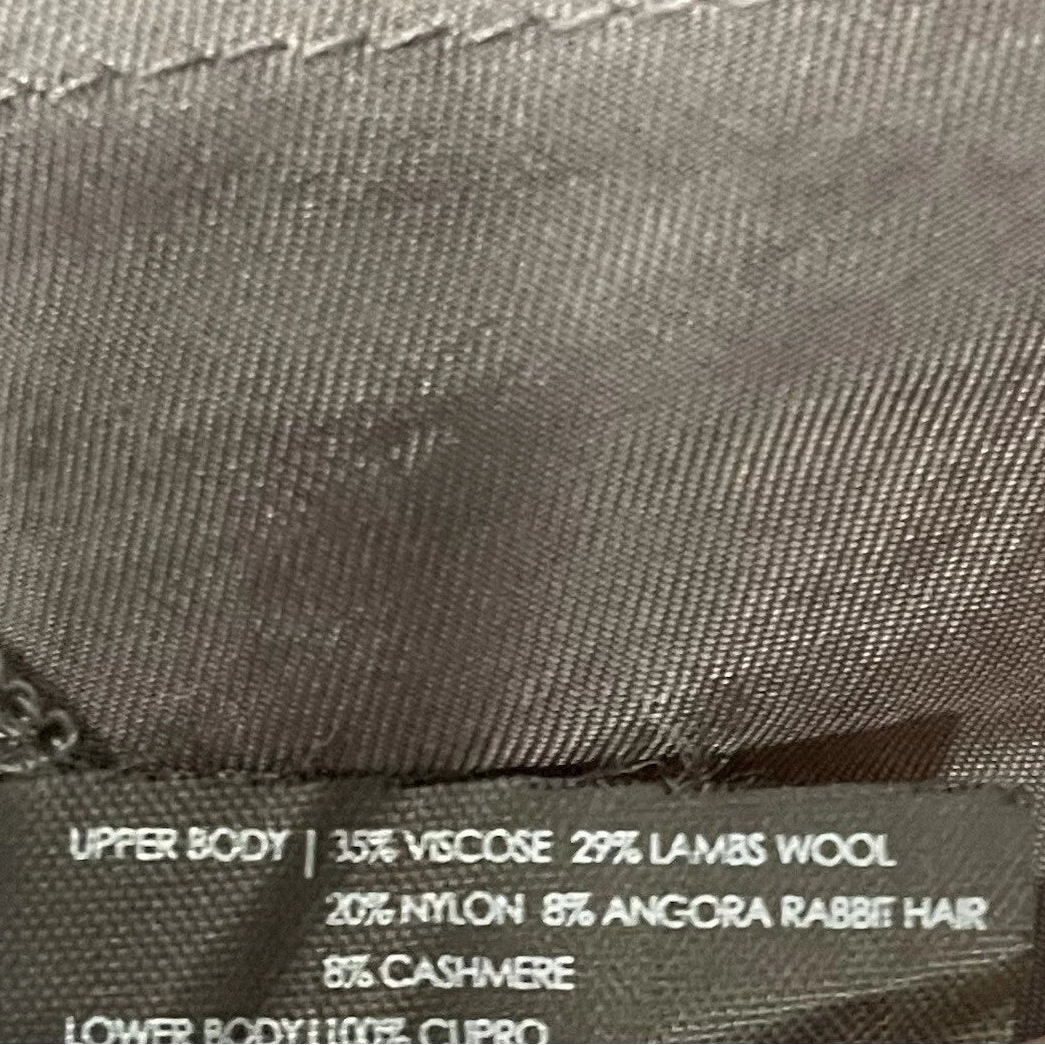 UPPER BODY | 35% VISCOSE 29% LAMBS WOOL
20% NYLON 8% ANGORA RABBIT HAIR
8% CASHMERE
LOWER BODY | 100% CUPRO